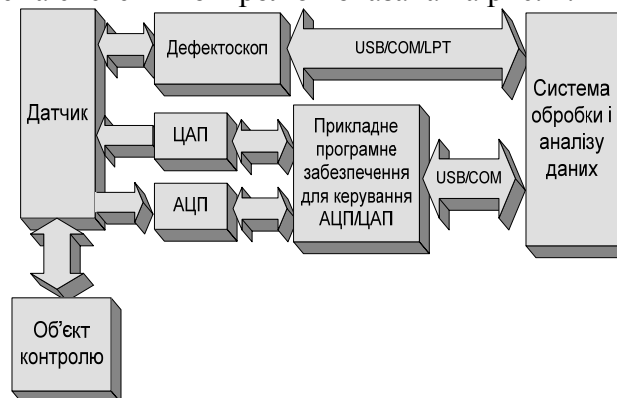 Дефектоскоп
USB/COM/LPT
Датчик
ЦАП
АЦП
Прикладне
програмне
забезпечення
для керування
АЦП/ЦАП
USB/COM
Система
обробки і
аналізу
даних
Об'єкт
контролю